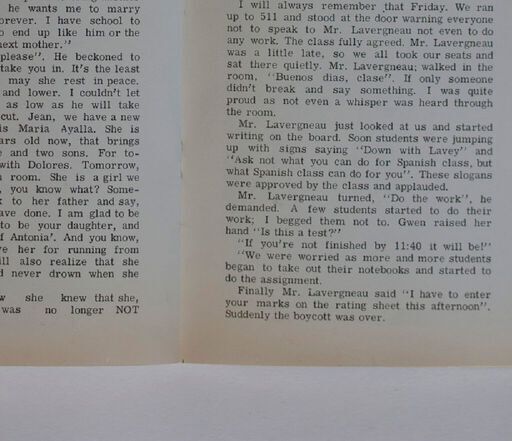 he wants me to marry
orever. I have school to
o end up like him or the
next mother."
please". He beckoned to
take you in. It's the least
may she rest in peace.
and lower. I couldn't let
as low as he will take
cut. Jean, we have a new
is Maria Ayalla. She is
ars old now, that brings
e and two sons. For to-
with Dolores. Tomorrow,
n room. She is a girl we
, you know what? Some-
k to her father and say,
ave done. I am glad to be
to be your daughter, and
f Antonia'. And you know,
ve her for running from
ill also realize that she
d never drown when she
w she knew that she,
was no longer NOT
I will always remember that Friday. We ran
up to 511 and stood at the door warning everyone
not to speak to Mr. Lavergneau not even to do
any work. The class fully agreed. Mr. Lavergneau
was a little late, so we all took our seats and
sat there quietly. Mr. Lavergneau; walked in the
room, "Buenos dias, clase". If only someone
didn't break and say something. I was quite
proud as not even a whisper was heard through
the room.
Mr. Lavergneau just looked at us and started
writing on the board. Soon students were jumping
up with signs saying "Down with Lavey" and
"Ask not what you can do for Spanish class, but
what Spanish class can do for you". These slogans
were approved by the class and applauded.
Mr. Lavergneau turned, "Do the work", he
demanded. A few students started to do their
work; I begged them not to. Gwen raised her
hand "Is this a test?"
"If you're not finished by 11:40 it will be!"
"We were worried as more and more students
began to take out their notebooks and started to
do the assignment.
Finally Mr. Lavergneau said "I have to enter
your marks on the rating sheet this afternoon".
Suddenly the boycott was over.